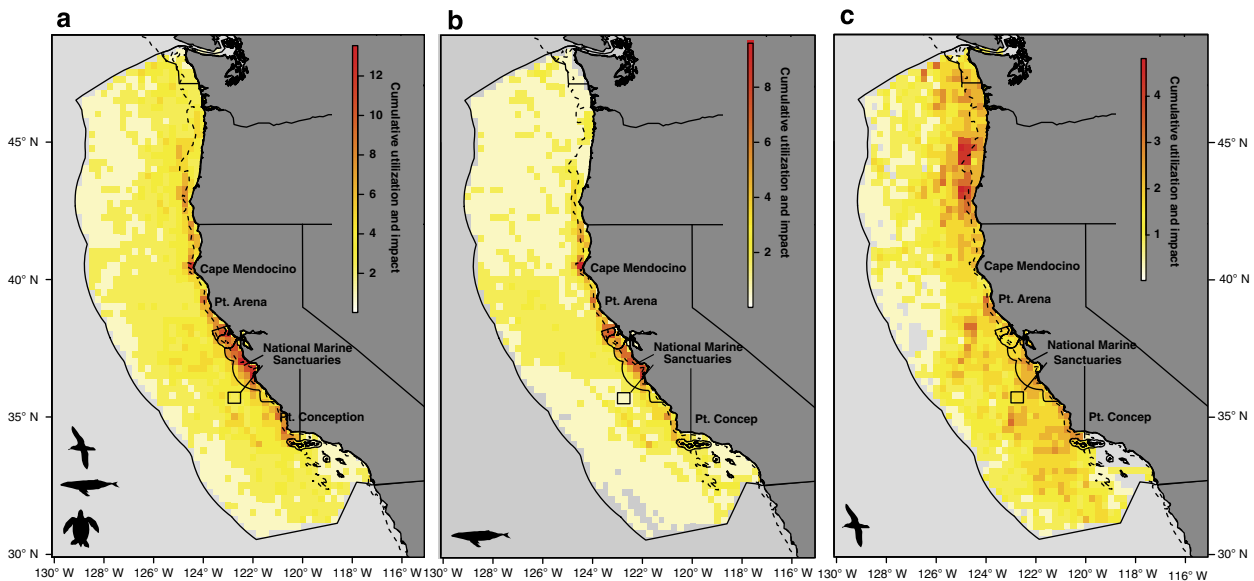 a
12
10
8
6
4
2
Cumulative utilization and impact
45° N
40° N
35° N
30° N
Cape Mendocino
Pt. Arena
National Marine
Sanctuaries
Pt. Conception
128° W
126° W
124° W
122° W
120° W
118° W
116° W
b
8
6
4
2
Cumulative utilization and impact
Cape Mendocino
Pt. Arena
National Marine
Sanctuaries
Pt. Concep
128° W
126° W
124° W
122° W
120° W
118° W
116° W
c
4
3
2
1
Cumulative utilization and impact
45° N
40° N
35° N
30° N
Cape Mendocino
Pt. Arena
National Marine
Sanctuaries
Pt. Concep
128° W
126° W
124° W
122° W
120° W
118° W
116° W